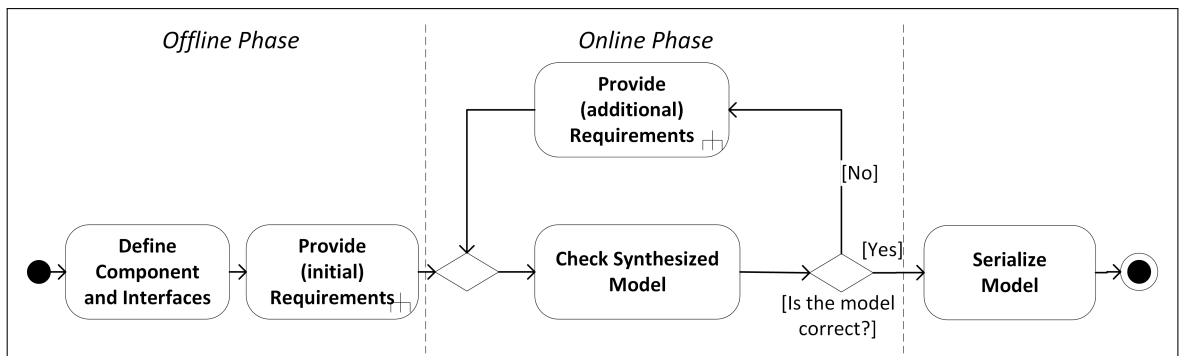 Offline Phase
Online Phase
Provide
(additional)
Requirements
[No]
Define
Component
and Interfaces
Provide
(initial)
Requirements
Check Synthesized
Model
[Yes]
[Is the model
correct?]
Serialize
Model